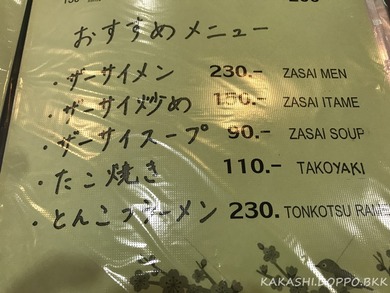 おすすめメニュー
・ザーサイメン 230.- ZASAI MEN
・ザーサイ炒め 150.- ZASAI ITAME
・ザーサイスープ 90.- ZASAI SOUP
・たこ焼き 110.- TAKOYAKI
・とんこつラーメン 230. TONKOTSU RAME
KAKASHI.DOPPO.BKK